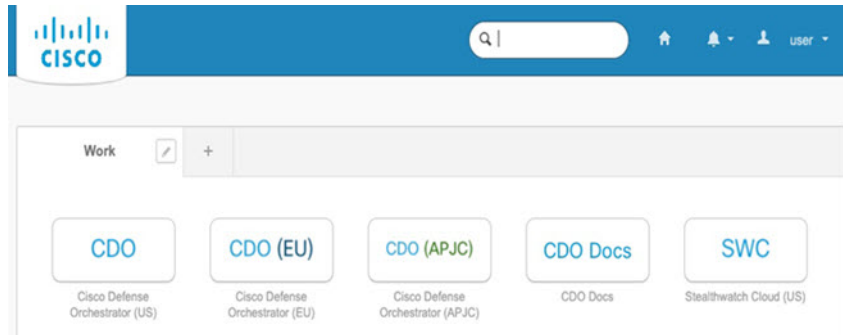 CISCO
user
Work
+
CDO
CDO (EU)
CDO (APJC)
CDO Docs
SWC
Cisco Defense
Orchestrator (US)
Cisco Defense
Orchestrator (EU)
Cisco Defense
Orchestrator (APJC)
CDO Docs
Stealthwatch Cloud (US)